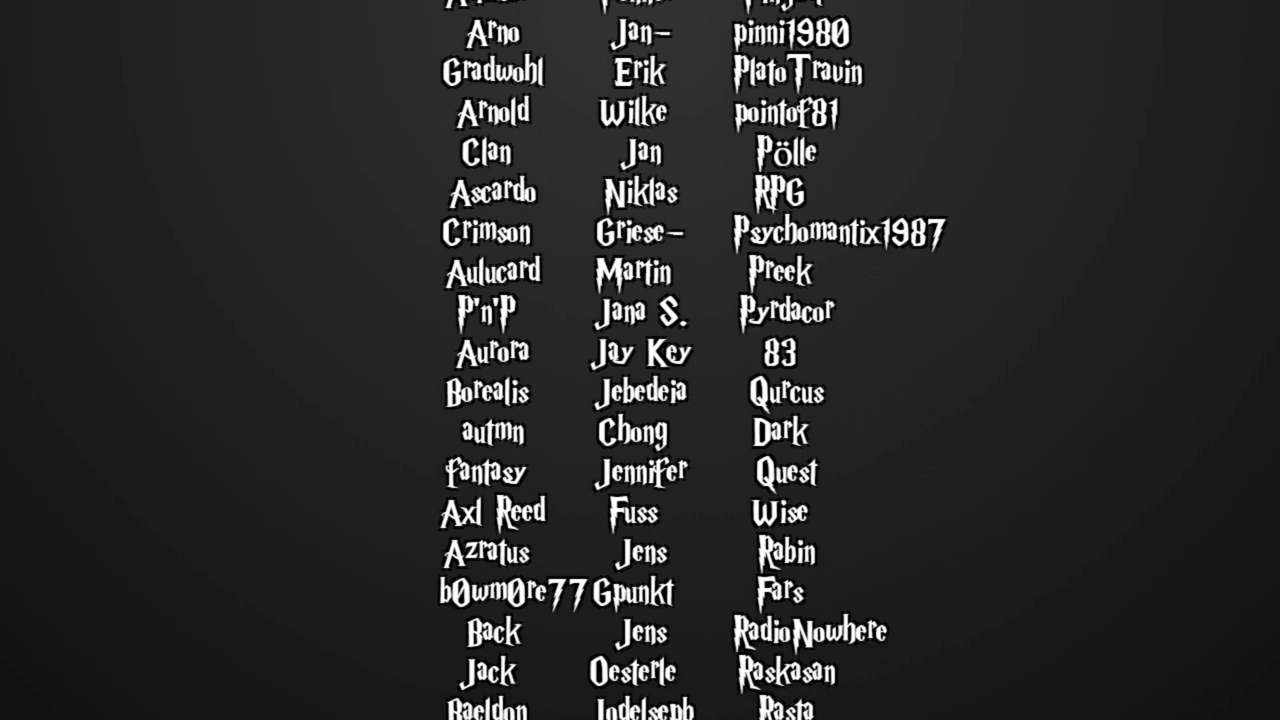 Arno Jan- pinni1980
Gradwohl Erik PlatoTravin
Arnold Wilke pointof81
Clan Jan Pölle
Ascardo Niklas RPG
Crimson Griese- Psychomantix1987
Aulucard Martin Preek
P'n'P Jana S. Pyrdacor
Aurora Jay Key 83
Borealis Jebedeia Qurcus
autmn Chong Dark
fantasy Jennifer Quest
Axl Reed Fuss Wise
Azratus Jens Rabin
b0wm0re77 Gpunkt Fars
Back Jens RadioNowhere
Jack Oesterle Raskasan
Baeldon Jodelseph Rasta